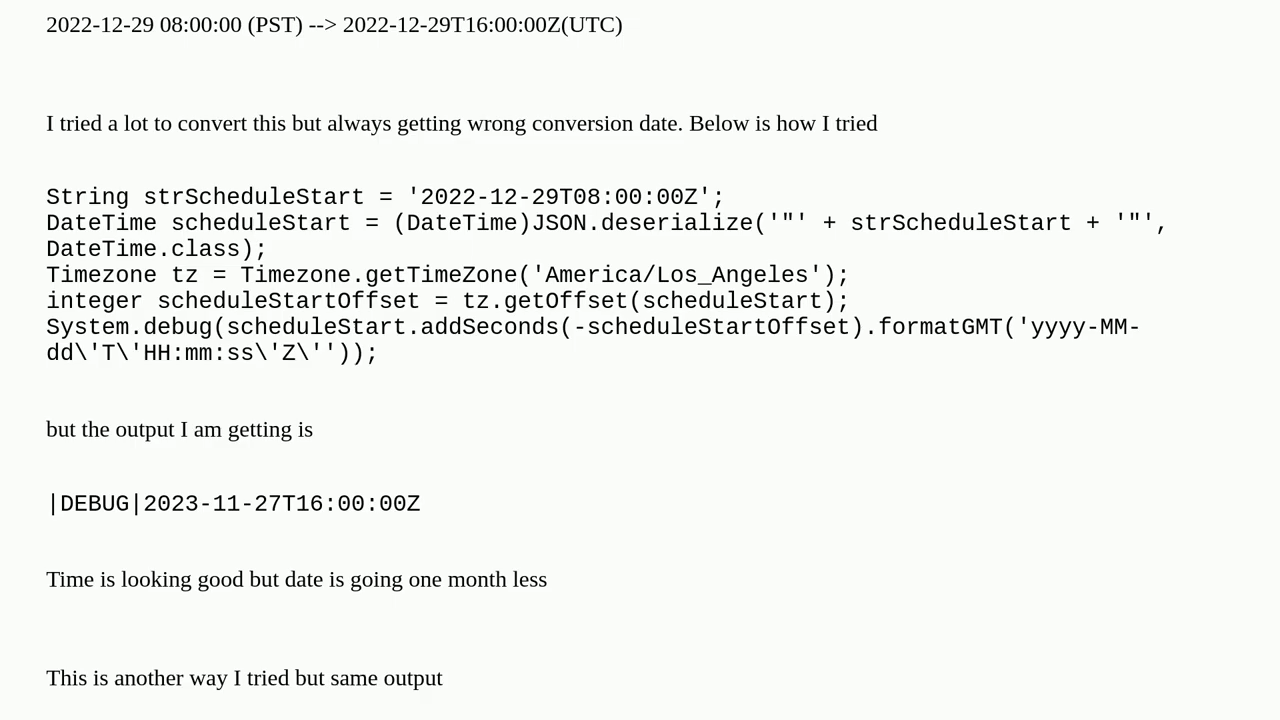 2022-12-29 08:00:00 (PST) --> 2022-12-29T16:00:00Z(UTC)
I tried a lot to convert this but always getting wrong conversion date. Below is how I tried
String strScheduleStart = '2022-12-29T08:00:00Z';
DateTime scheduleStart = (DateTime)JSON.deserialize('"' + strScheduleStart + '"',
DateTime.class);
Timezone tz = Timezone.getTimeZone('America/Los_Angeles');
integer scheduleStartOffset = tz.getOffset(scheduleStart);
System.debug(scheduleStart.addSeconds(-scheduleStartOffset).formatGMT('yyyy-MM-
dd\'T\'HH:mm:ss\'Z\''));
but the output I am getting is
|DEBUG|2023-11-27T16:00:00Z
Time is looking good but date is going one month less
This is another way I tried but same output